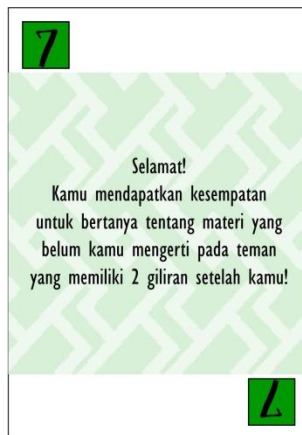 7
Selamat!
Kamu mendapatkan kesempatan
untuk bertanya tentang materi yang
belum kamu mengerti pada teman
yang memiliki 2 giliran setelah kamu!
7